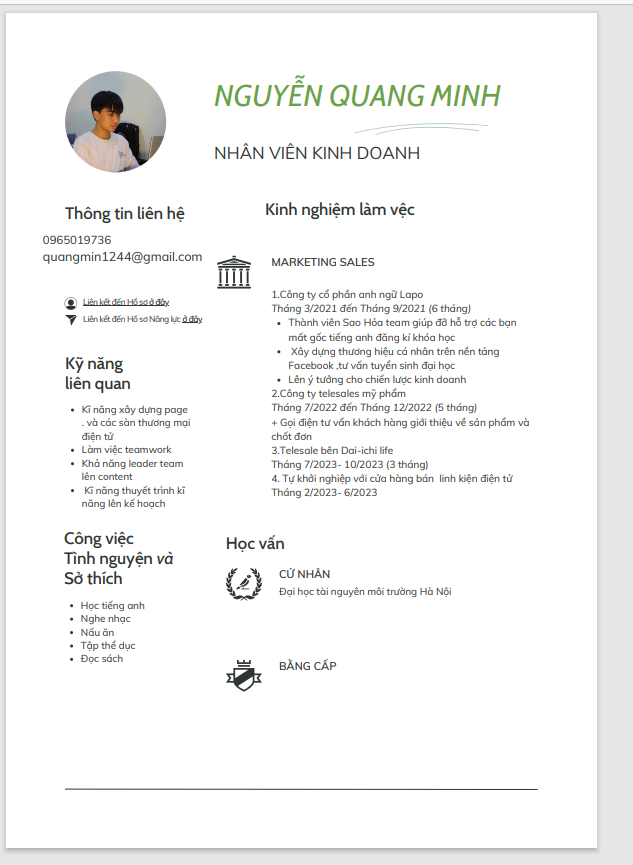 NGUYỄN QUANG MINH
NHÂN VIÊN KINH DOANH
Thông tin liên hệ
0965019736
quangmin1244@gmail.com
Liên kết đến Hồ sơ ở đây
Liên kết đến Hồ sơ Năng lực ở đây
Kỹ năng
liên quan
Kĩ năng xây dựng page
. và các sàn thương mại
điện tử
Làm việc teamwork
Khả năng leader team
lên content
Kĩ năng thuyết trình kĩ
năng lên kế hoạch
Công việc
Tình nguyện và
Sở thích
Học tiếng anh
Nghe nhạc
Nấu ăn
Tập thể dục
Đọc sách
Kinh nghiệm làm vệc
MARKETING SALES
1.Công ty cổ phần anh ngữ Lapo
Tháng 3/2021 đến Tháng 9/2021 (6 tháng)
Thành viên Sao Hỏa team giúp đỡ hỗ trợ các bạn
mất gốc tiếng anh đăng kí khóa học
Xây dựng thương hiệu cá nhân trên nền tảng
Facebook ,tư vấn tuyển sinh đại học
Lên ý tưởng cho chiến lược kinh doanh
2.Công ty telesales mỹ phẩm
Tháng 7/2022 đến Tháng 12/2022 (5 tháng)
+ Gọi điện tư vấn khách hàng giới thiệu về sản phẩm và
chốt đơn
3.Telesale bên Dai-ichi life
Tháng 7/2023- 10/2023 (3 tháng)
4. Tự khởi nghiệp với cửa hàng bán linh kiện điện tử
Tháng 2/2023- 6/2023
Học vấn
CỬ NHÂN
Đại học tài nguyên môi trường Hà Nội
BẰNG CẤP